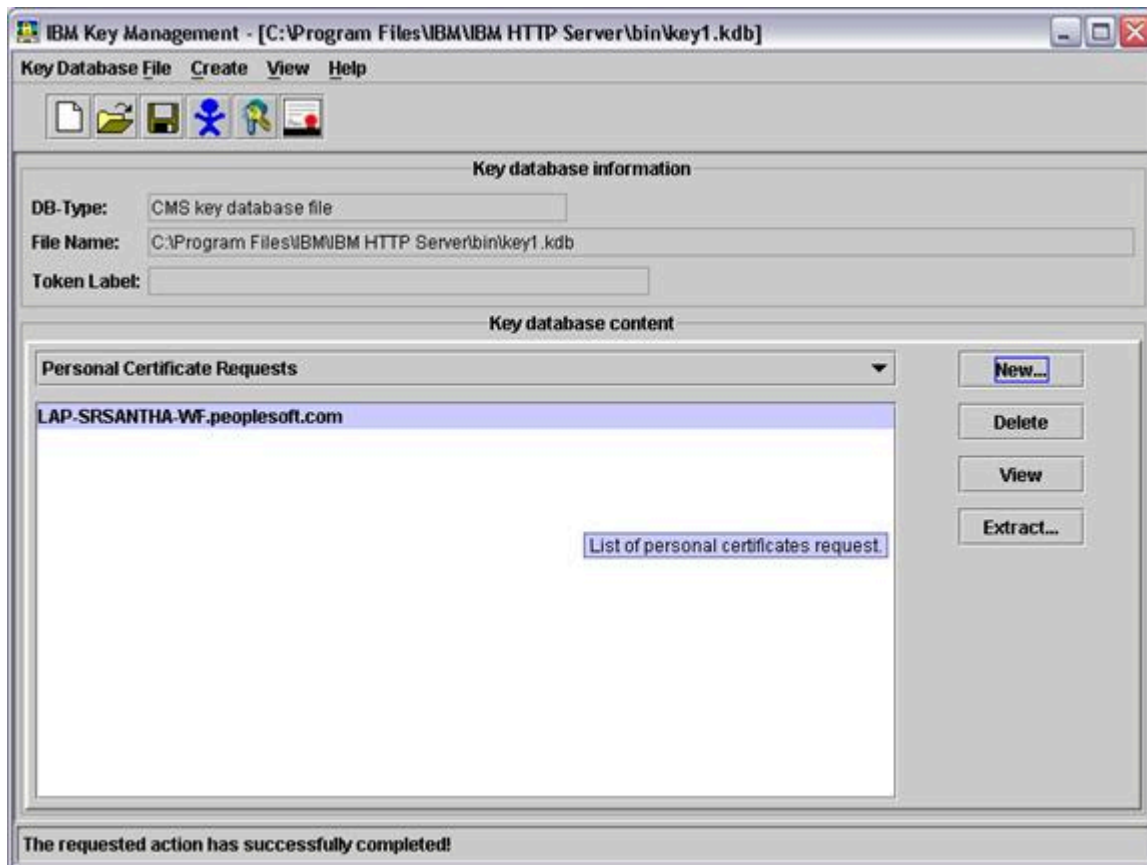 IBM Key Management - [C:\Program Files\IBM\IBM HTTP Server\bin\key1.kdb]
Key Database File Create View Help
Key database information
DB-Type: CMS key database file
File Name: C:\Program Files\IBM\IBM HTTP Server\bin\key1.kdb
Token Label:
Key database content
Personal Certificate Requests
New...
LAP-SRSANTHA-WF.peoplesoft.com
Delete
View
Extract...
List of personal certificates request.
The requested action has successfully completed!